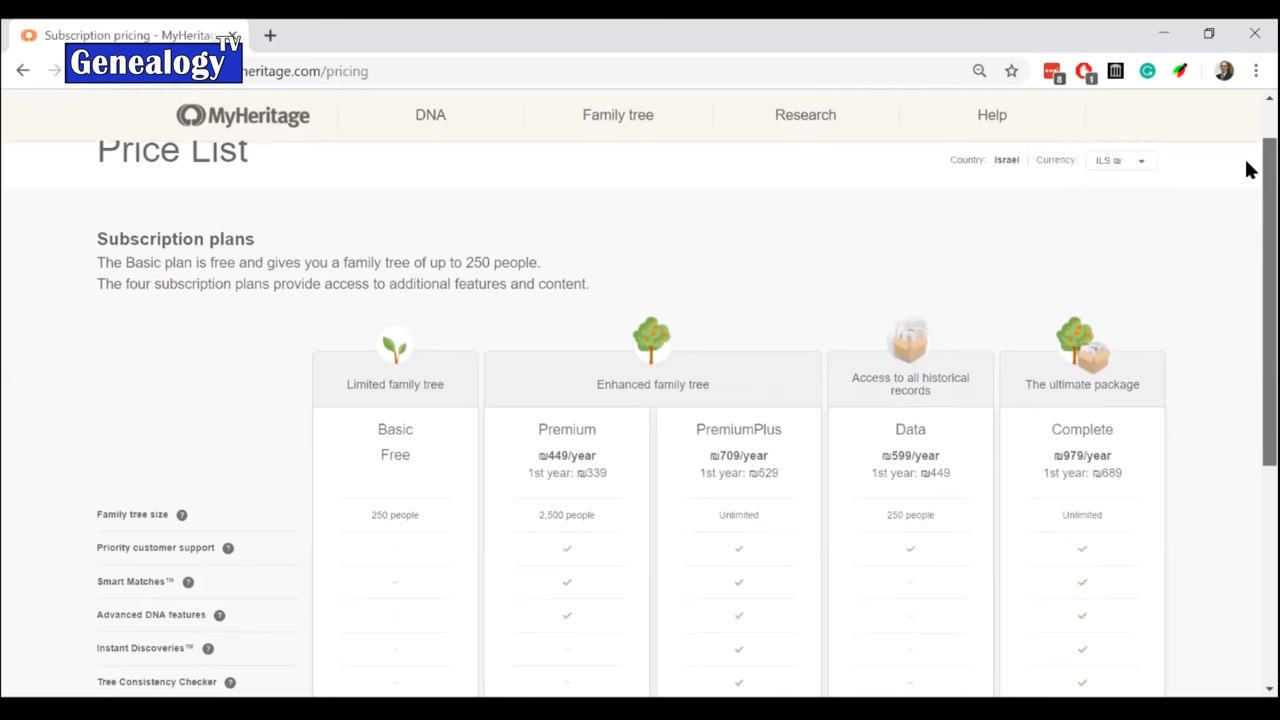 Subscription pricing - MyHerita
Genealogy TV
heritage.com/pricing
8
1
MyHeritage
DNA
Family tree
Research
Help
Price List
Country: Israel | Currency: ILS ₪
Subscription plans
The Basic plan is free and gives you a family tree of up to 250 people.
The four subscription plans provide access to additional features and content.
Limited family tree
Enhanced family tree
Access to all historical
records
The ultimate package
Basic
Premium
PremiumPlus
Data
Complete
Free
₪449/year
₪709/year
₪599/year
₪979/year
1st year: ₪339
1st year: ₪529
1st year: ₪449
1st year: ₪689
Family tree size ?
250 people
2,500 people
Unlimited
250 people
Unlimited
Priority customer support ?
Smart Matches™ ?
Advanced DNA features ?
Instant Discoveries™ ?
Tree Consistency Checker ?